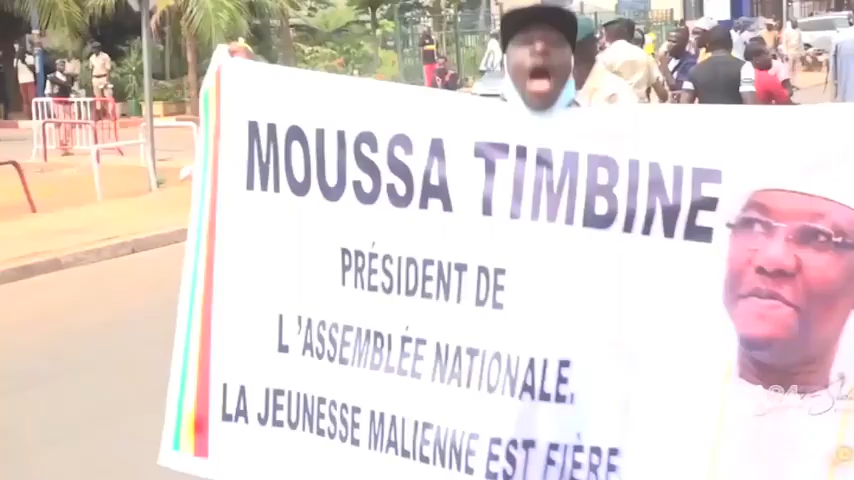 MOUSSA TIMBINE
PRÉSIDENT DE
L'ASSEMBLÉE NATIONALE.
LA JEUNESSE MALIENNE EST FIÈRE